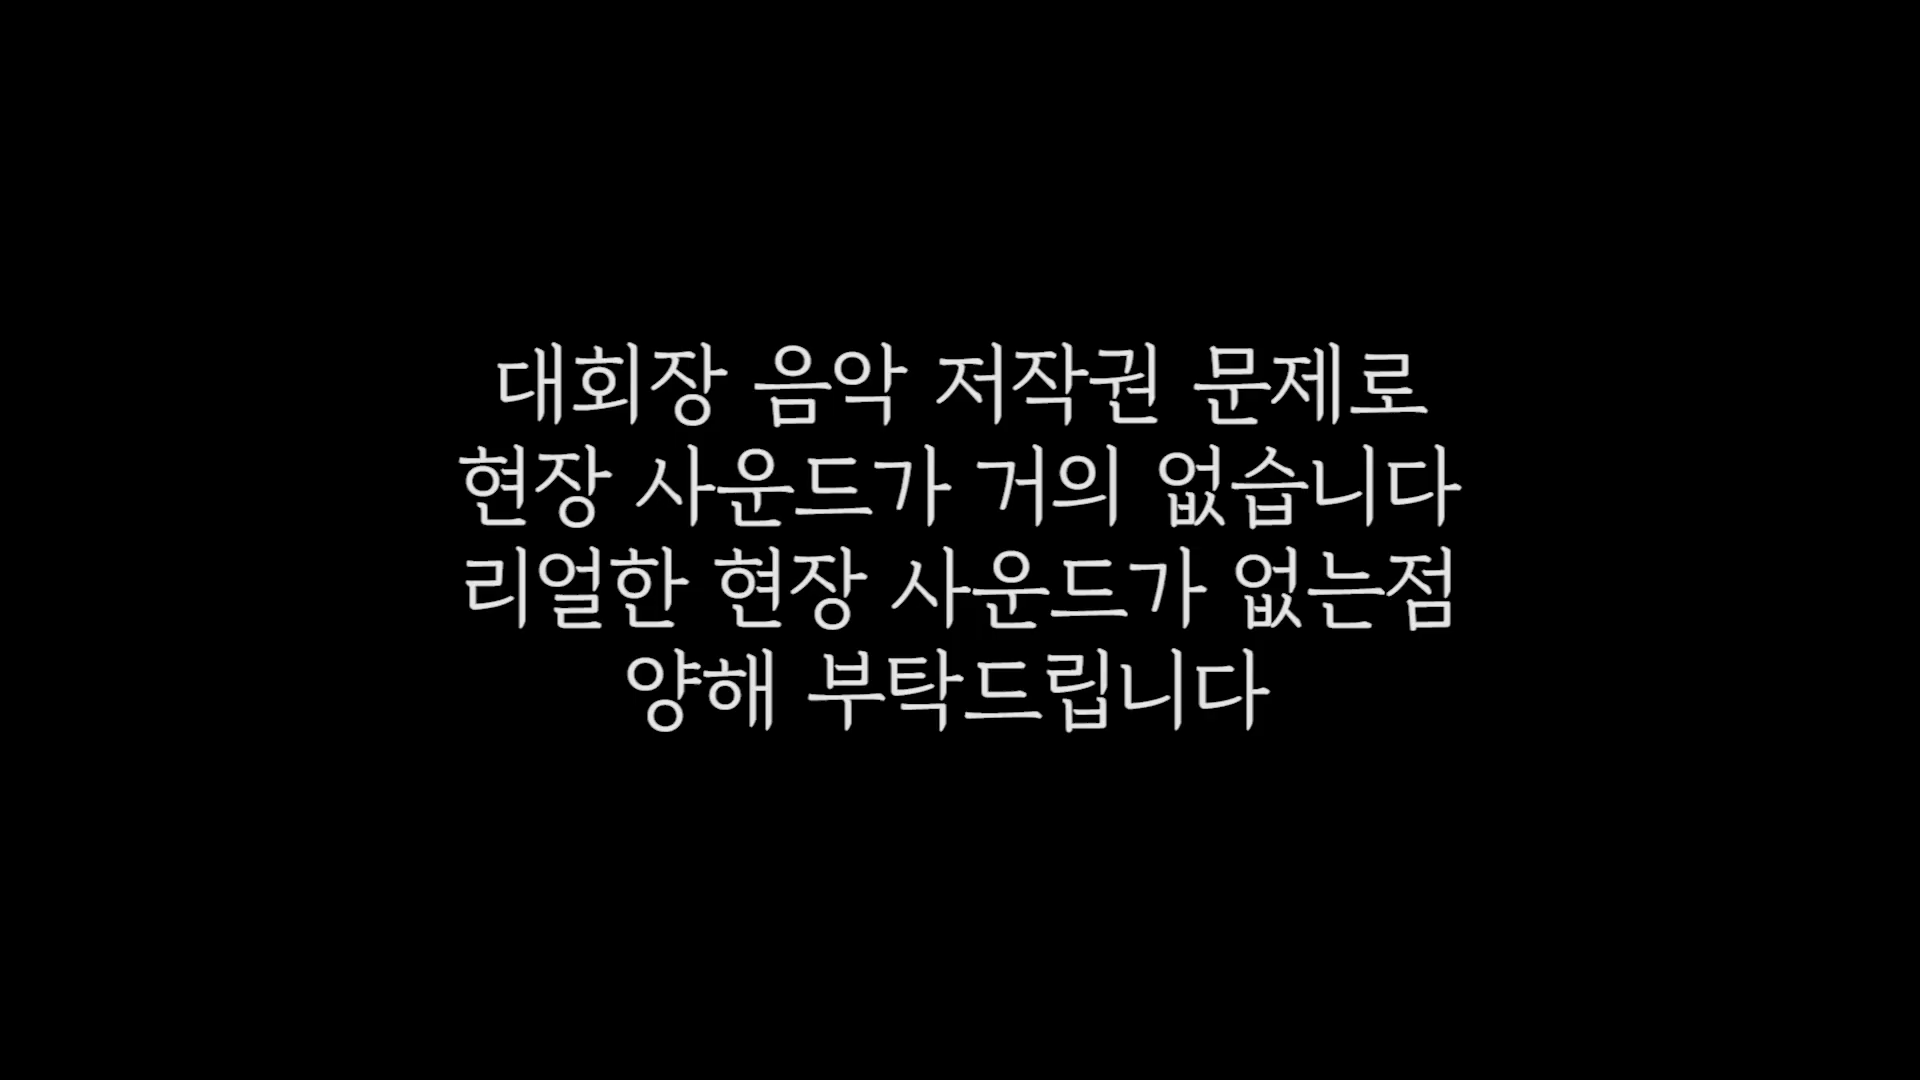 대회장 음악 저작권 문제로
현장 사운드가 거의 없습니다
리얼한 현장 사운드가 없는점
양해 부탁드립니다